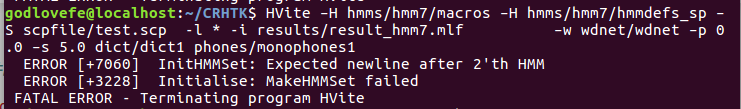 FATAL ERROR - Terminating program HVite
godlovefe@localhost:~/CRHTK$ HVite -H hmms/hmm7/macros -H hmms/hmm7/hmmdefs_sp -
S scpfile/test.scp  -l * -i results/result_hmm7.mlf        -w wdnet/wdnet -p 0
.0 -s 5.0 dict/dict1 phones/monophones1
  ERROR [+7060]  InitHMMSet: Expected newline after 2'th HMM
  ERROR [+3228]  Initialise: MakeHMMSet failed
 FATAL ERROR - Terminating program HVite